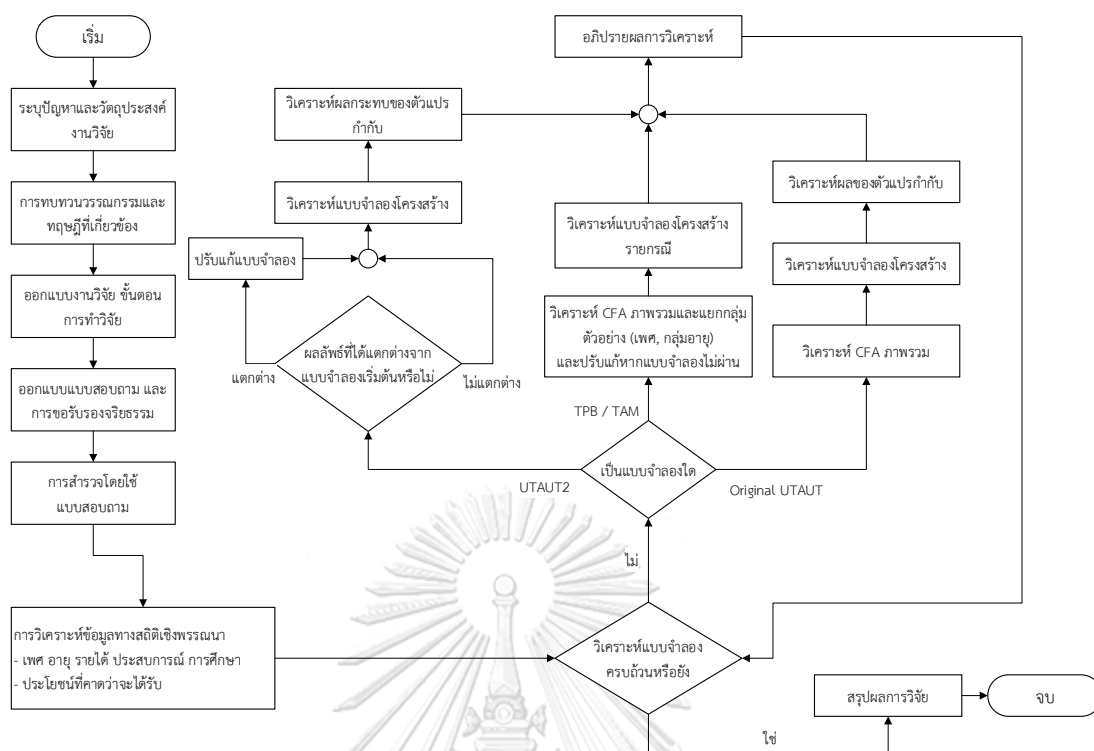 เริ่ม
ระบุปัญหาและวัตถุประสงค์
งานวิจัย
การทบทวนวรรณกรรมและ
ทฤษฎีที่เกี่ยวข้อง
ออกแบบงานวิจัย ขั้นตอน
การทำวิจัย
ออกแบบแบบสอบถาม และ
การขอรับรองจริยธรรม
การสำรวจโดยใช้
แบบสอบถาม
การวิเคราะห์ข้อมูลทางสถิติเชิงพรรณนา
- เพศ อายุ รายได้ ประสบการณ์ การศึกษา
- ประโยชน์ที่คาดว่าจะได้รับ
วิเคราะห์แบบจำลอง
ครบถ้วนหรือยัง
ไม่
ใช่
เป็นแบบจำลองใด
UTAUT2
TPB / TAM
Original UTAUT
ผลลัพธ์ที่ได้แตกต่างจาก
แบบจำลองเริ่มต้นหรือไม่
แตกต่าง
ไม่แตกต่าง
ปรับแก้แบบจำลอง
วิเคราะห์แบบจำลองโครงสร้าง
วิเคราะห์ผลกระทบของตัวแปร
กำกับ
วิเคราะห์ CFA ภาพรวมและแยกกลุ่ม
ตัวอย่าง (เพศ, กลุ่มอายุ)
และปรับแก้หากแบบจำลองไม่ผ่าน
วิเคราะห์แบบจำลองโครงสร้าง
รายกรณี
วิเคราะห์ CFA ภาพรวม
วิเคราะห์แบบจำลองโครงสร้าง
วิเคราะห์ผลของตัวแปรกำกับ
อภิปรายผลการวิเคราะห์
สรุปผลการวิจัย
จบ